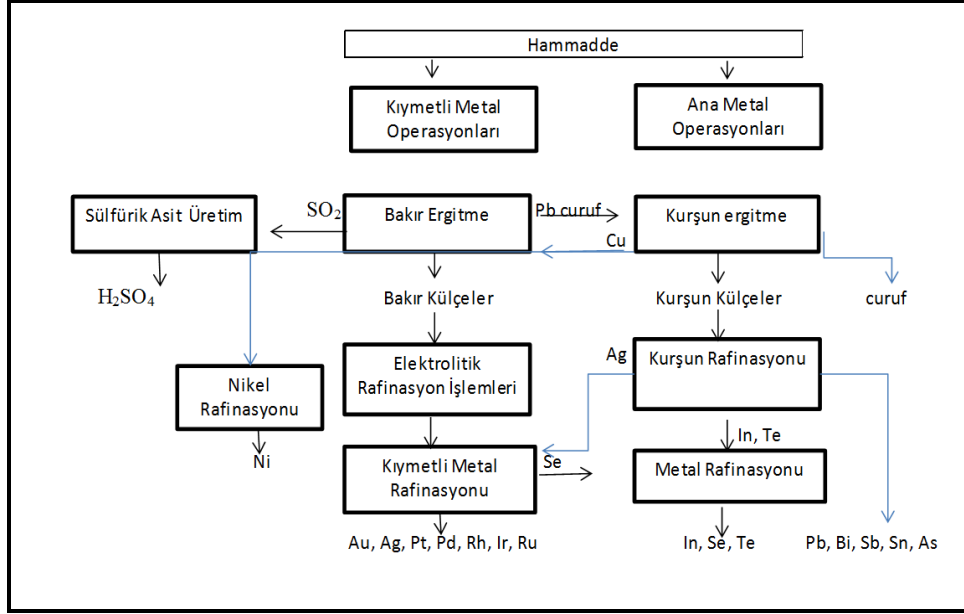 Hammadde
Kıymetli Metal
Operasyonları
Ana Metal
Operasyonları
Sülfürik Asit Üretim
SO₂
Bakır Ergitme
Pb curuf
Kurşun ergitme
Cu
H₂SO₄
Bakır Külçeler
Kurşun Külçeler
curuf
Nikel
Rafinasyonu
Elektrolitik
Rafinasyon İşlemleri
Ag
Kurşun Rafinasyonu
Ni
Kıymetli Metal
Rafinasyonu
Se
In, Te
Metal Rafinasyonu
Au, Ag, Pt, Pd, Rh, Ir, Ru
In, Se, Te
Pb, Bi, Sb, Sn, As